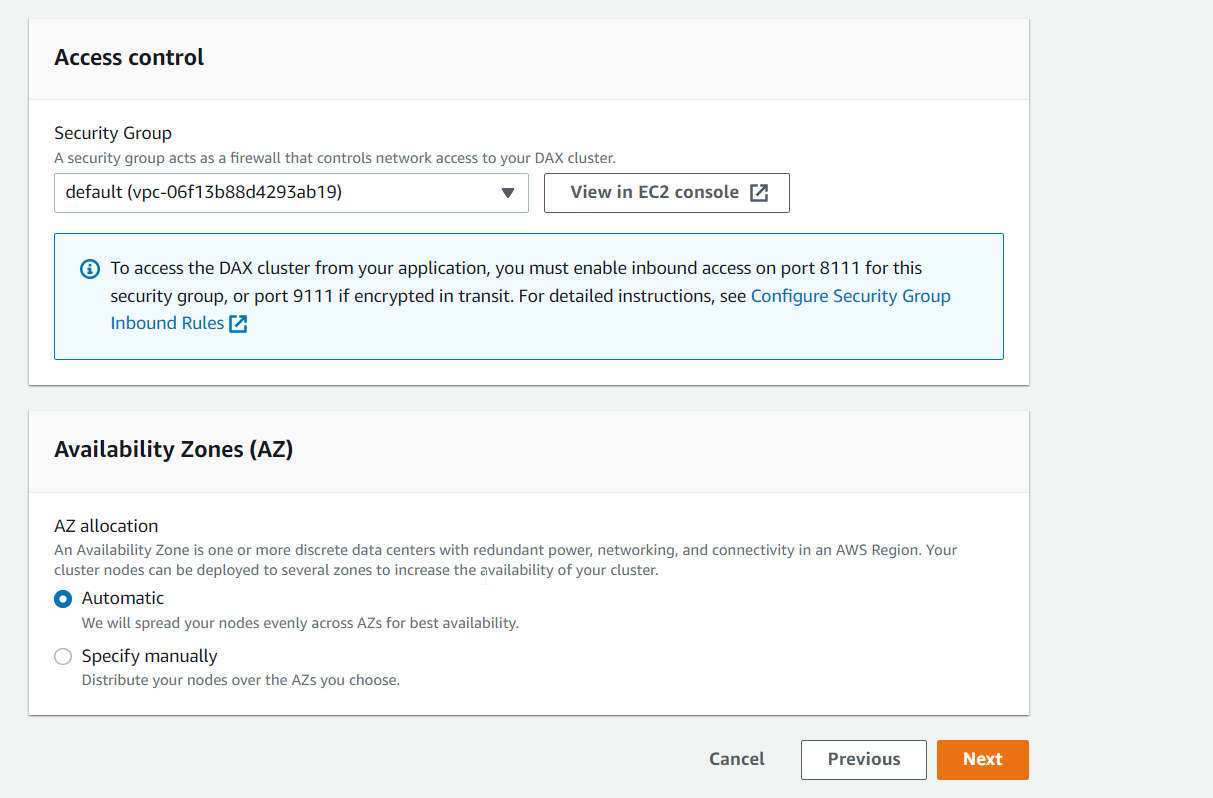 Access control
Security Group
A security group acts as a firewall that controls network access to your DAX cluster.
default (vpc-06f13b88d4293ab19)
View in EC2 console
To access the DAX cluster from your application, you must enable inbound access on port 8111 for this
security group, or port 9111 if encrypted in transit. For detailed instructions, see Configure Security Group
Inbound Rules
Availability Zones (AZ)
AZ allocation
An Availability Zone is one or more discrete data centers with redundant power, networking, and connectivity in an AWS Region. Your
cluster nodes can be deployed to several zones to increase the availability of your cluster.
Automatic
We will spread your nodes evenly across AZs for best availability.
Specify manually
Distribute your nodes over the AZs you choose.
Cancel
Previous
Next